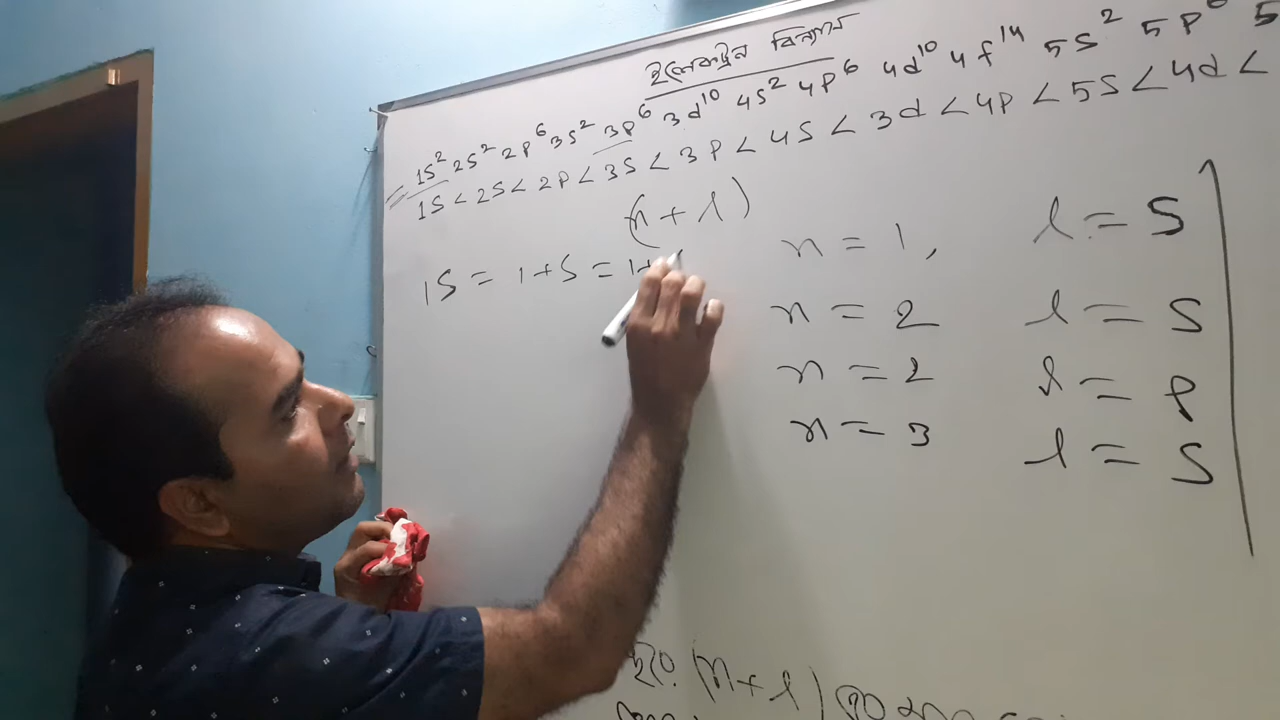 ইলেকট্রন বিন্যাস
1S² 2S² 2P⁶ 3S² 3P⁶ 3d¹⁰ 4S² 4P⁶ 4d¹⁰ 4f¹⁴ 5S² 5P⁶ 5
1S < 2S < 2P < 3S < 3P < 4S < 3d < 4P < 5S < 4d <
(n + l)
1S = 1 + S = 1 +
n = 1, l = S
n = 2 l = S
n = 2 l = P
n = 3 l = S
(n + l)